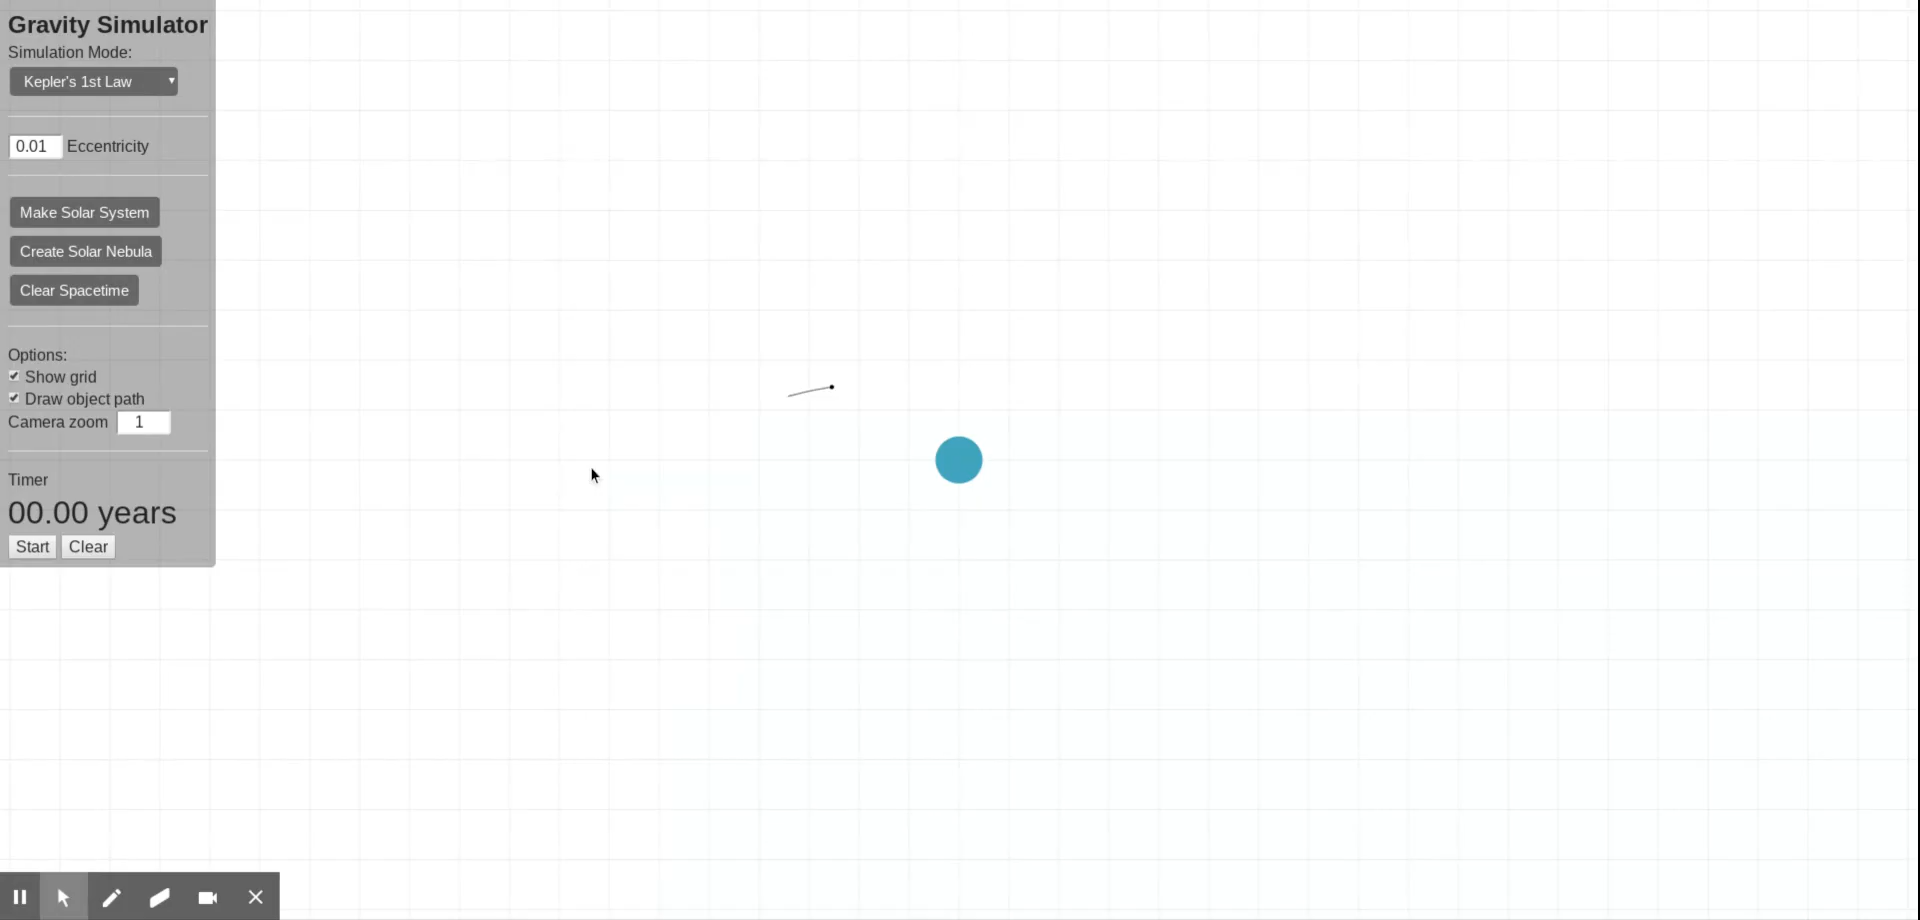 Gravity Simulator
Simulation Mode:
Kepler's 1st Law
0.01 Eccentricity
Make Solar System
Create Solar Nebula
Clear Spacetime
Options:
Show grid
Draw object path
Camera zoom 1
Timer
00.00 years
Start Clear